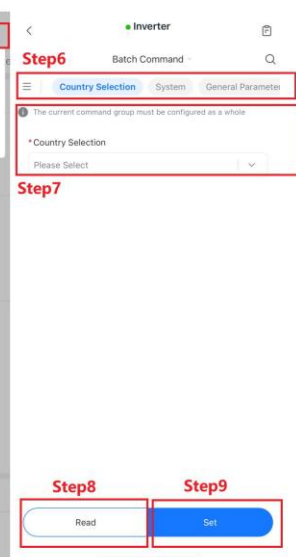 Inverter
Step6
Batch Command
Country Selection System General Parameter
The current command group must be configured as a whole
*Country Selection
Please Select
Step7
Step8 Step9
Read Set